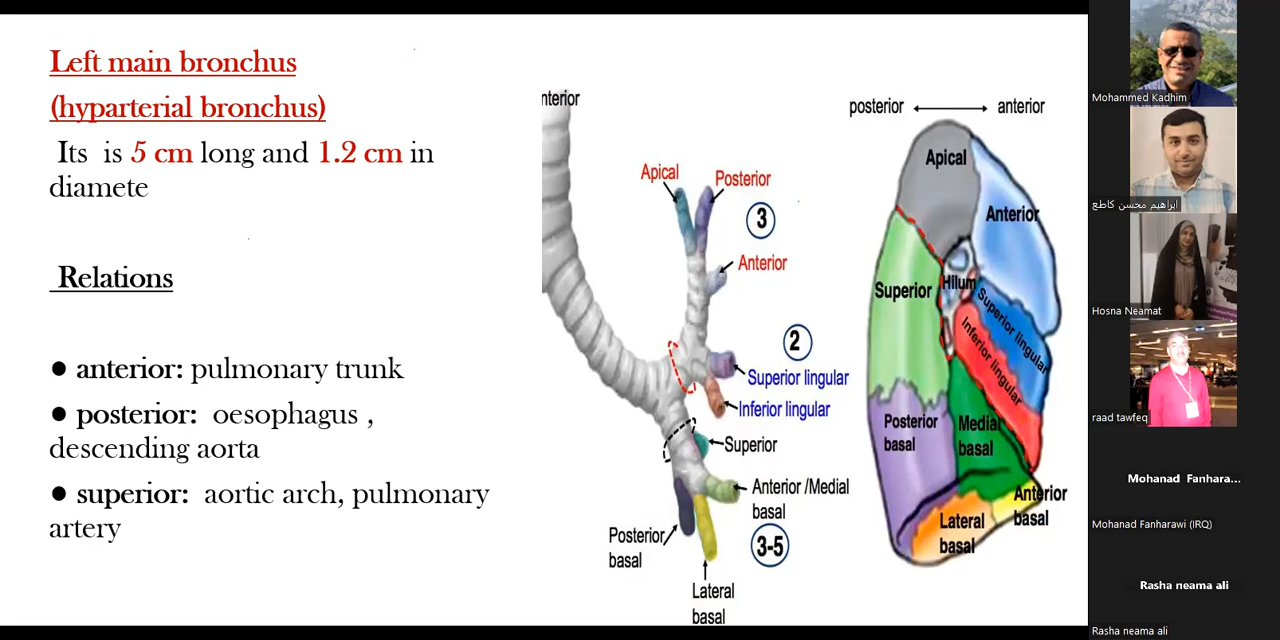 Left main bronchus
(hyparterial bronchus)
Its is 5 cm long and 1.2 cm in
diamete
Relations
● anterior: pulmonary trunk
● posterior: oesophagus ,
descending aorta
● superior: aortic arch, pulmonary
artery
nterior
Apical
Posterior
3
Anterior
2
Superior lingular
Inferior lingular
Superior
Anterior /Medial
basal
3-5
Posterior
basal
Lateral
basal
posterior
anterior
Apical
Anterior
Superior
Hilum
Superior lingular
Inferior lingular
Posterior
basal
Medial
basal
Anterior
basal
Lateral
basal
Mohammed Kadhim
ابراهيم محسن كاطع
Hosna Neamat
raad tawfeq
Mohanad Fanhara...
Mohanad Fanharawi (IRQ)
Rasha neama ali
Rasha neama ali